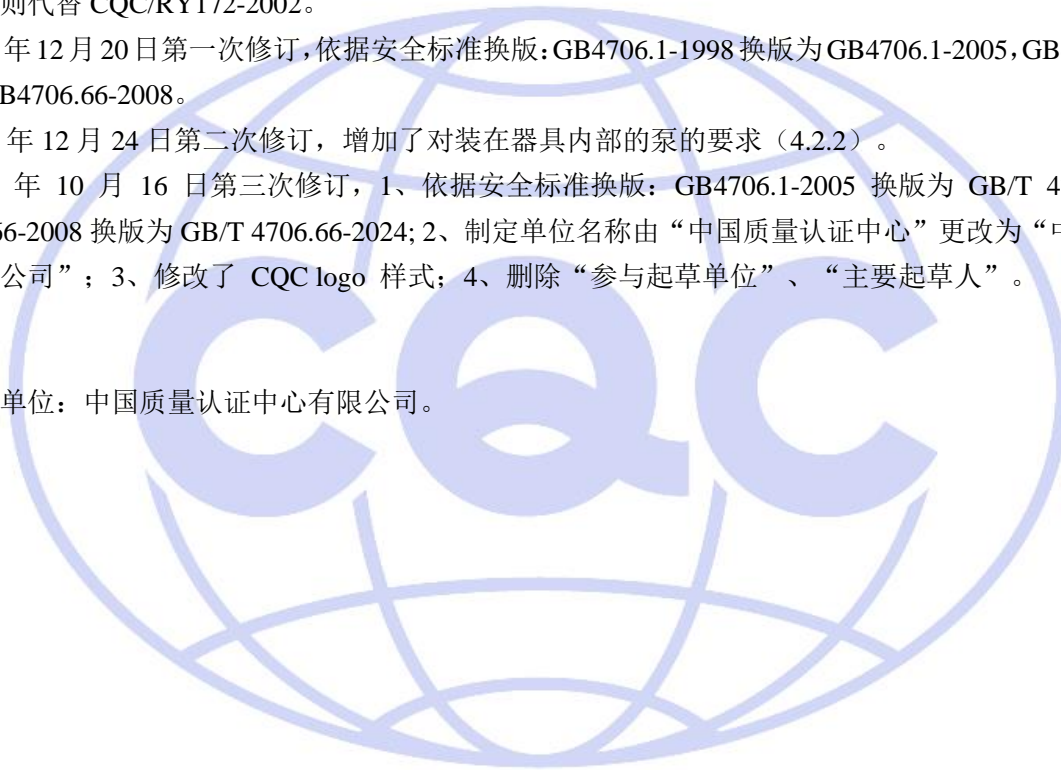 则代替 CQC/RY172-2002。
年 12 月 20 日第一次修订,依据安全标准换版:GB4706.1-1998 换版为 GB4706.1-2005,GB
B4706.66-2008。
年 12 月 24 日第二次修订，增加了对装在器具内部的泵的要求（4.2.2）。
年 10 月 16 日第三次修订，1、依据安全标准换版：GB4706.1-2005 换版为 GB/T 4
66-2008 换版为 GB/T 4706.66-2024; 2、制定单位名称由“中国质量认证中心”更改为“中
公司”；3、修改了 CQC logo 样式；4、删除“参与起草单位”、“主要起草人”。
单位：中国质量认证中心有限公司。
CQC